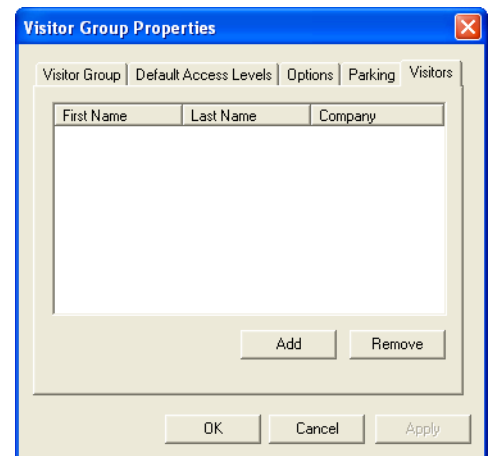 Visitor Group Properties
Visitor Group Default Access Levels Options Parking Visitors
First Name Last Name Company
Add Remove
OK Cancel Apply